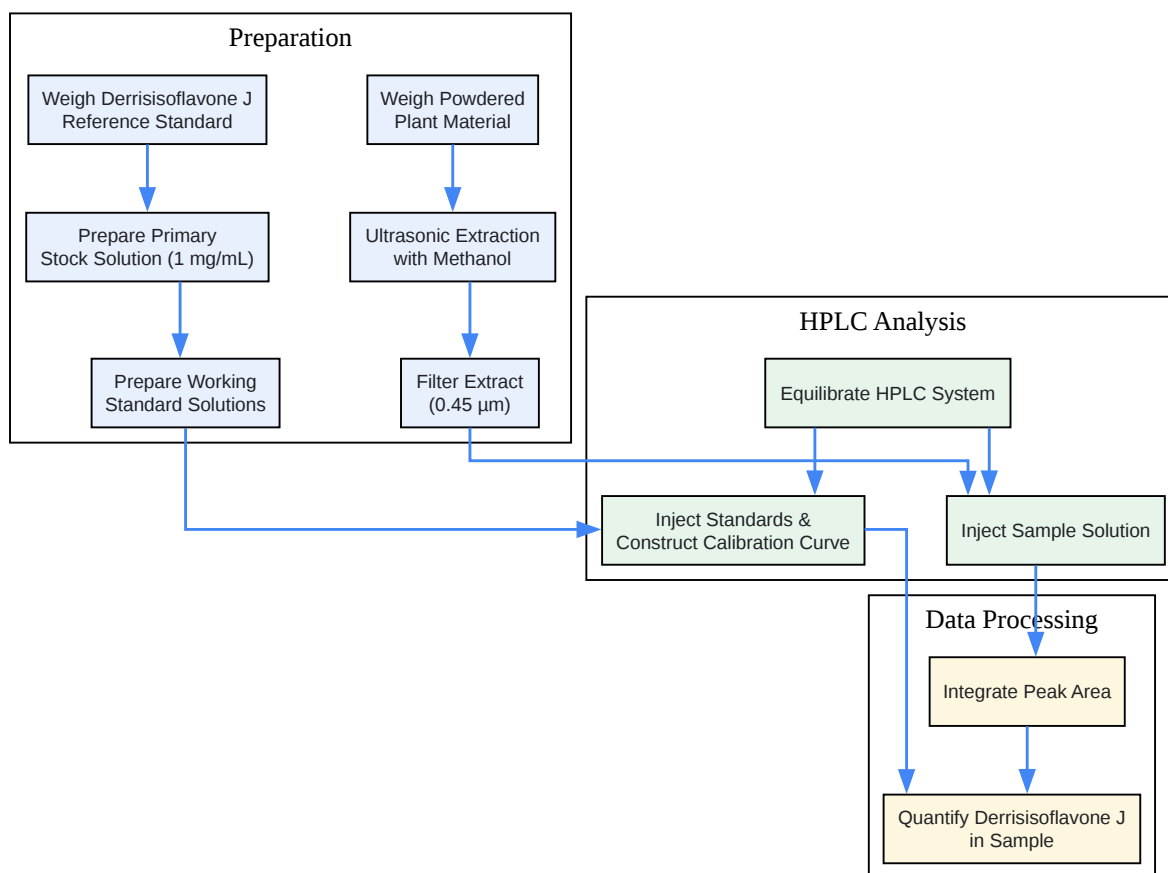 Preparation
Weigh Derrisisoflavone J
Reference Standard
Weigh Powdered
Plant Material
Prepare Primary
Stock Solution (1 mg/mL)
Ultrasonic Extraction
with Methanol
Prepare Working
Standard Solutions
Filter Extract
(0.45 µm)
HPLC Analysis
Equilibrate HPLC System
Inject Standards &
Construct Calibration Curve
Inject Sample Solution
Data Processing
Integrate Peak Area
Quantify Derrisisoflavone J
in Sample